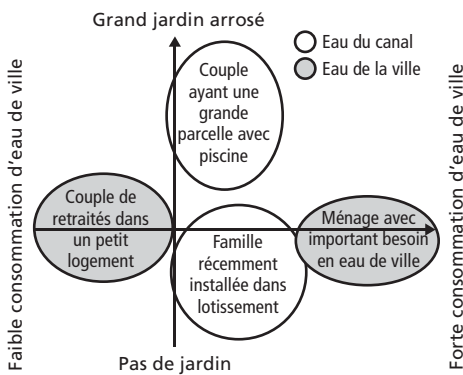 Grand jardin arrosé
Eau du canal
Eau de la ville
Faible consommation d'eau de ville
Forte consommation d'eau de ville
Couple
ayant une
grande
parcelle avec
piscine
Couple de
retraités dans
un petit
logement
Famille
récemment
installée dans
lotissement
Ménage avec
important besoin
en eau de ville
Pas de jardin